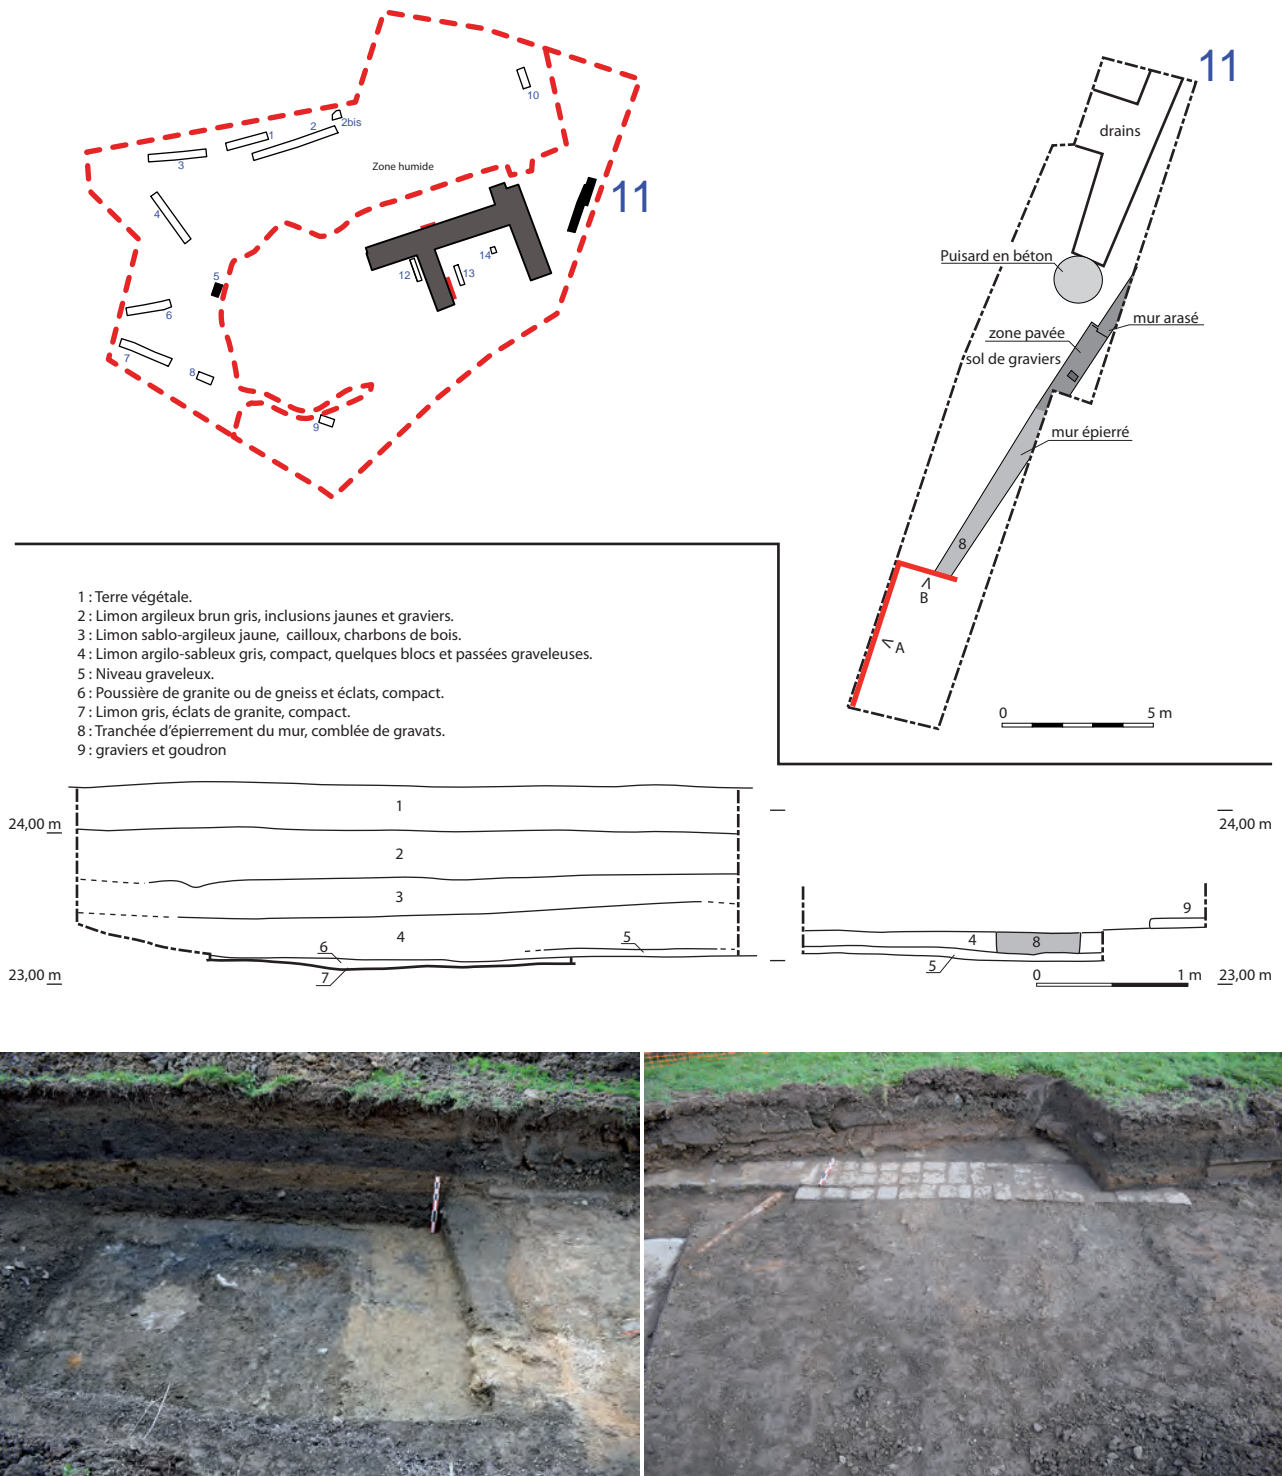 10
2
2bis
1
3
Zone humide
4
11
14
5
12
13
6
7
8
9
11
drains
Puisard en béton
mur arasé
zone pavée
sol de graviers
mur épierré
8
B
A
0 5 m
1 : Terre végétale.
2 : Limon argileux brun gris, inclusions jaunes et graviers.
3 : Limon sablo-argileux jaune, cailloux, charbons de bois.
4 : Limon argilo-sableux gris, compact, quelques blocs et passées graveleuses.
5 : Niveau graveleux.
6 : Poussière de granite ou de gneiss et éclats, compact.
7 : Limon gris, éclats de granite, compact.
8 : Tranchée d'épierrement du mur, comblée de gravats.
9 : graviers et goudron
1
24,00 m
2
3
4
5
6
7
23,00 m
24,00 m
9
4
8
5
0 1 m
23,00 m